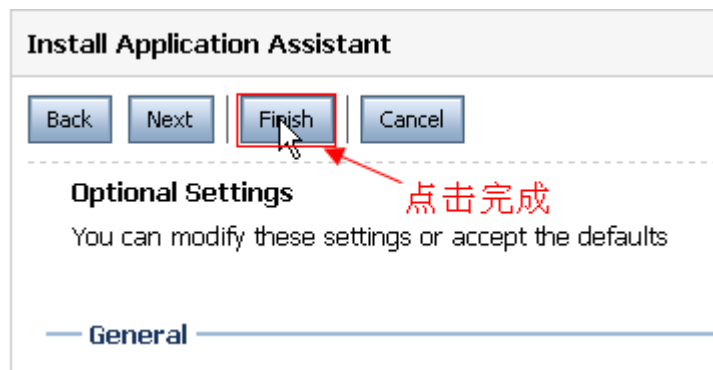 Install Application Assistant
Back Next Finish Cancel
Optional Settings
点击完成
You can modify these settings or accept the defaults
General